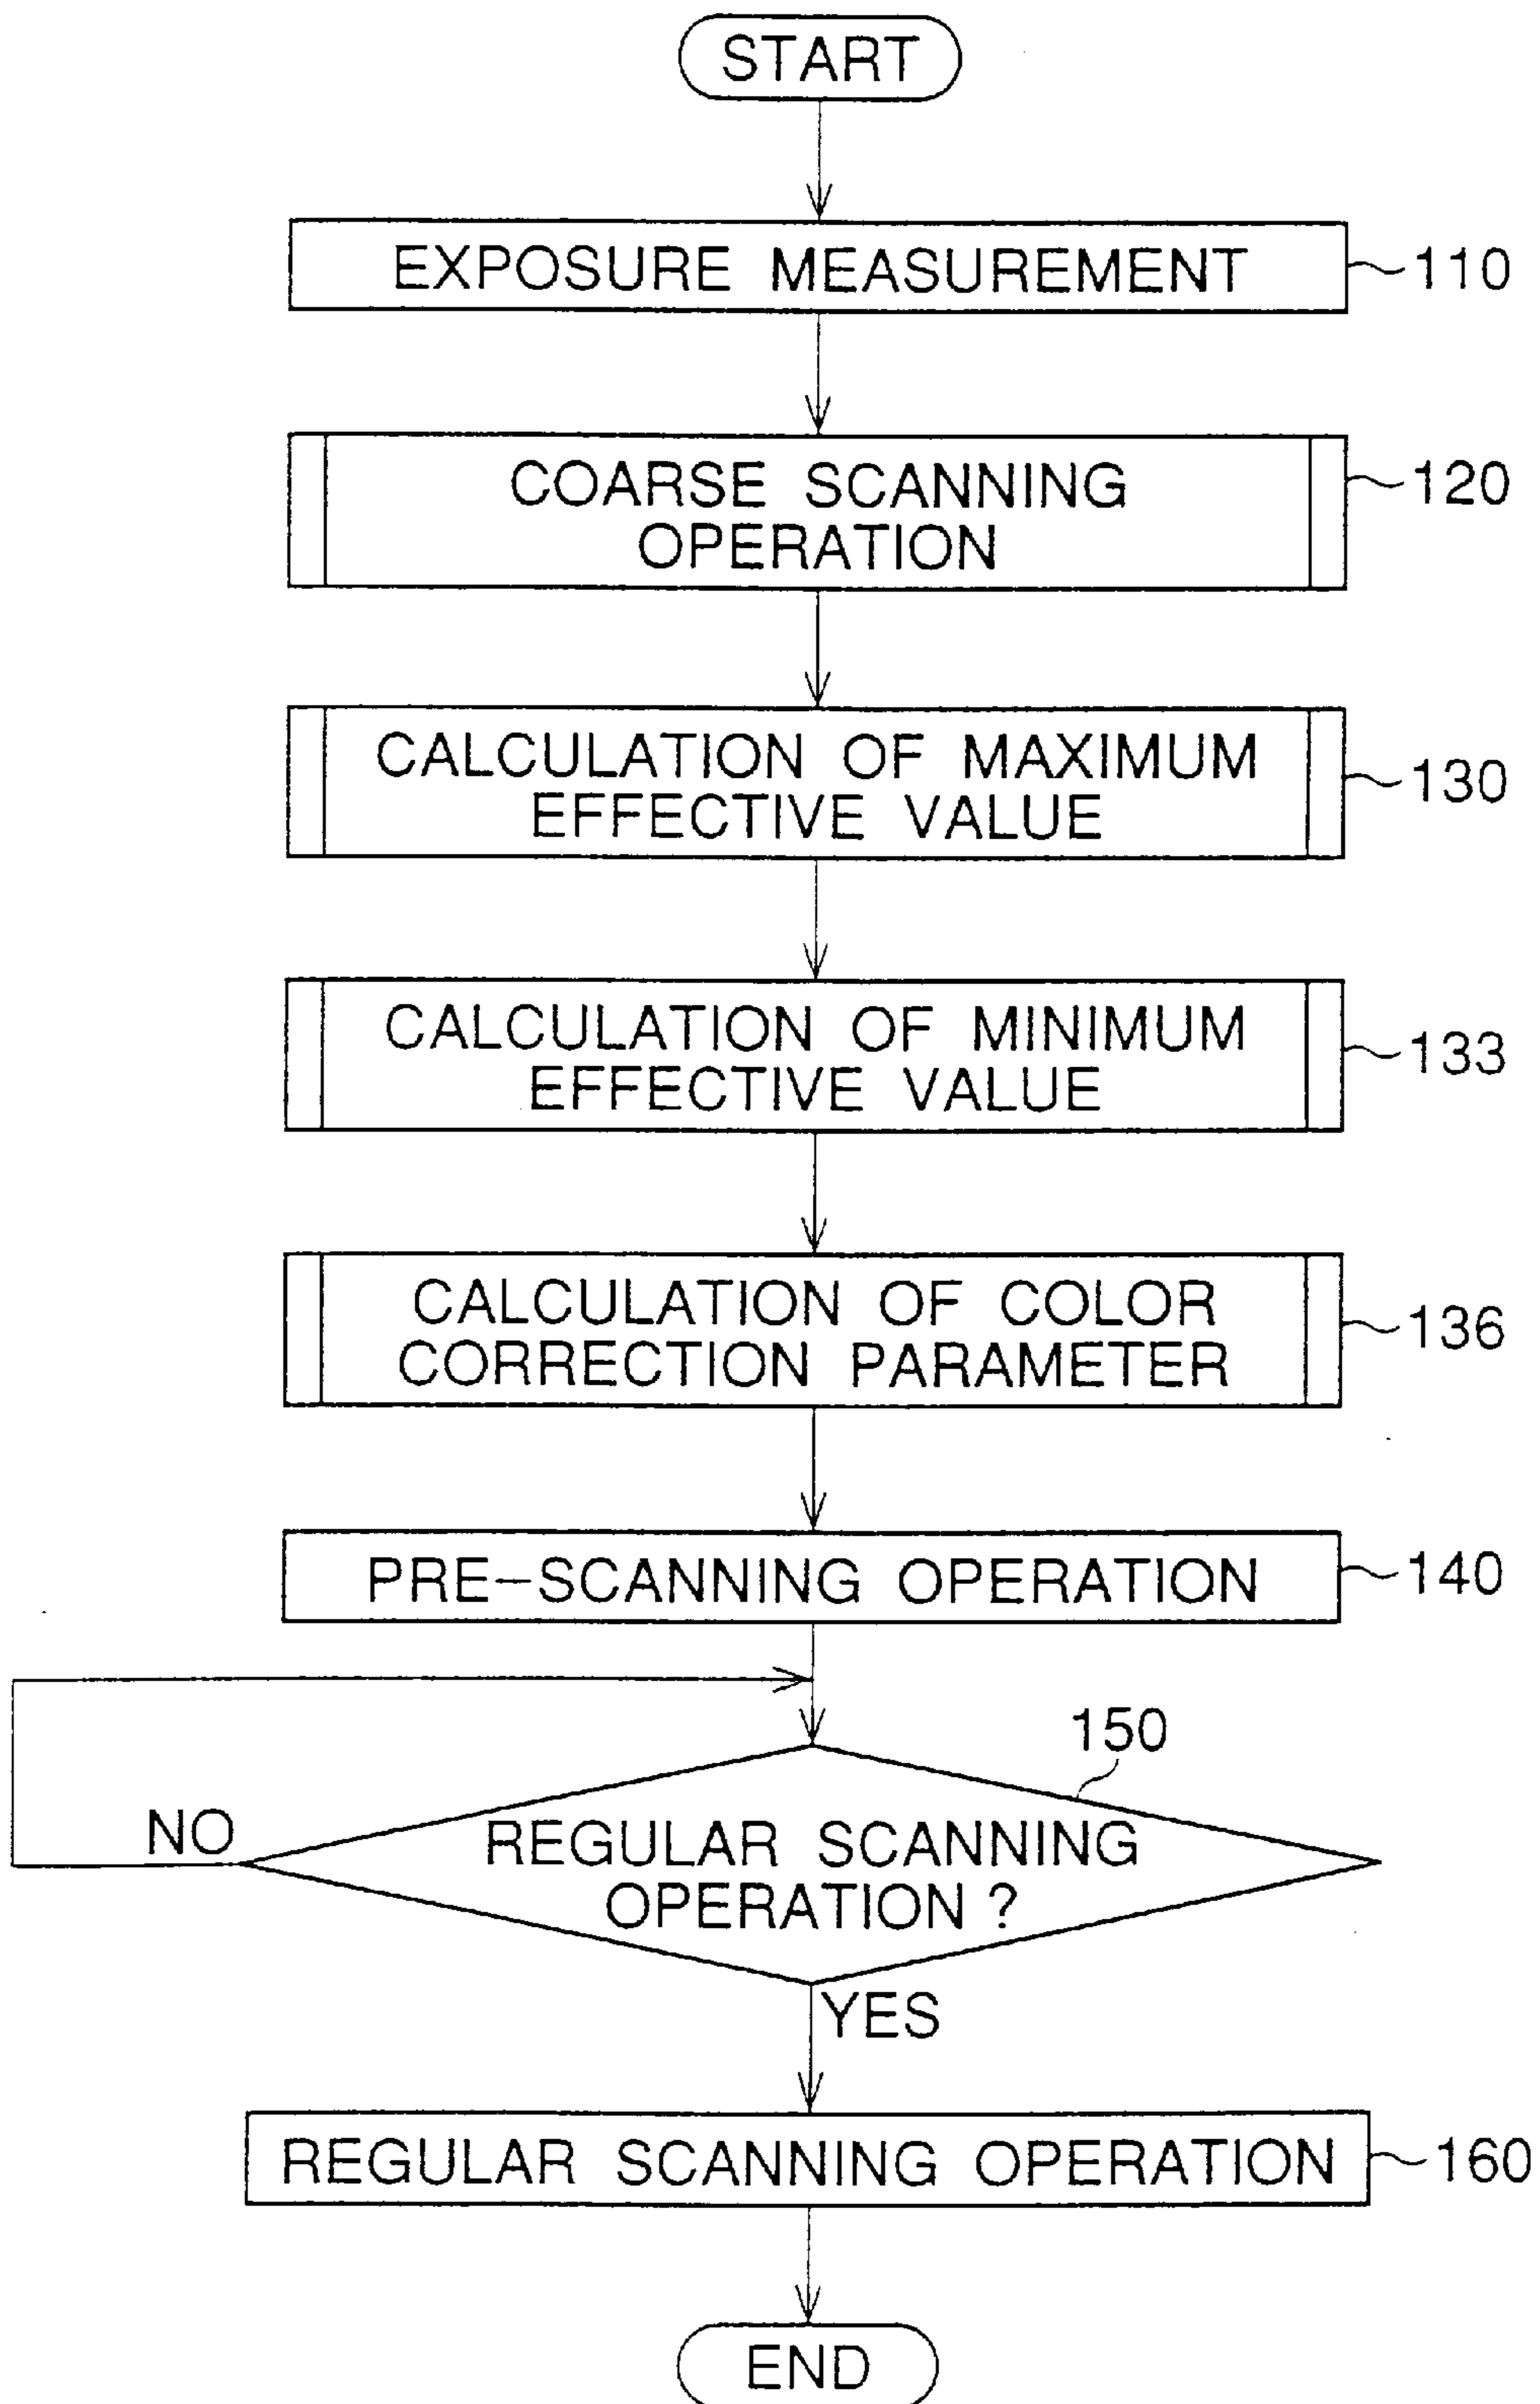 START
EXPOSURE MEASUREMENT
110
COARSE SCANNING
OPERATION
120
CALCULATION OF MAXIMUM
EFFECTIVE VALUE
130
CALCULATION OF MINIMUM
EFFECTIVE VALUE
133
CALCULATION OF COLOR
CORRECTION PARAMETER
136
PRE-SCANNING OPERATION
140
150
NO
REGULAR SCANNING
OPERATION ?
YES
REGULAR SCANNING OPERATION
160
END